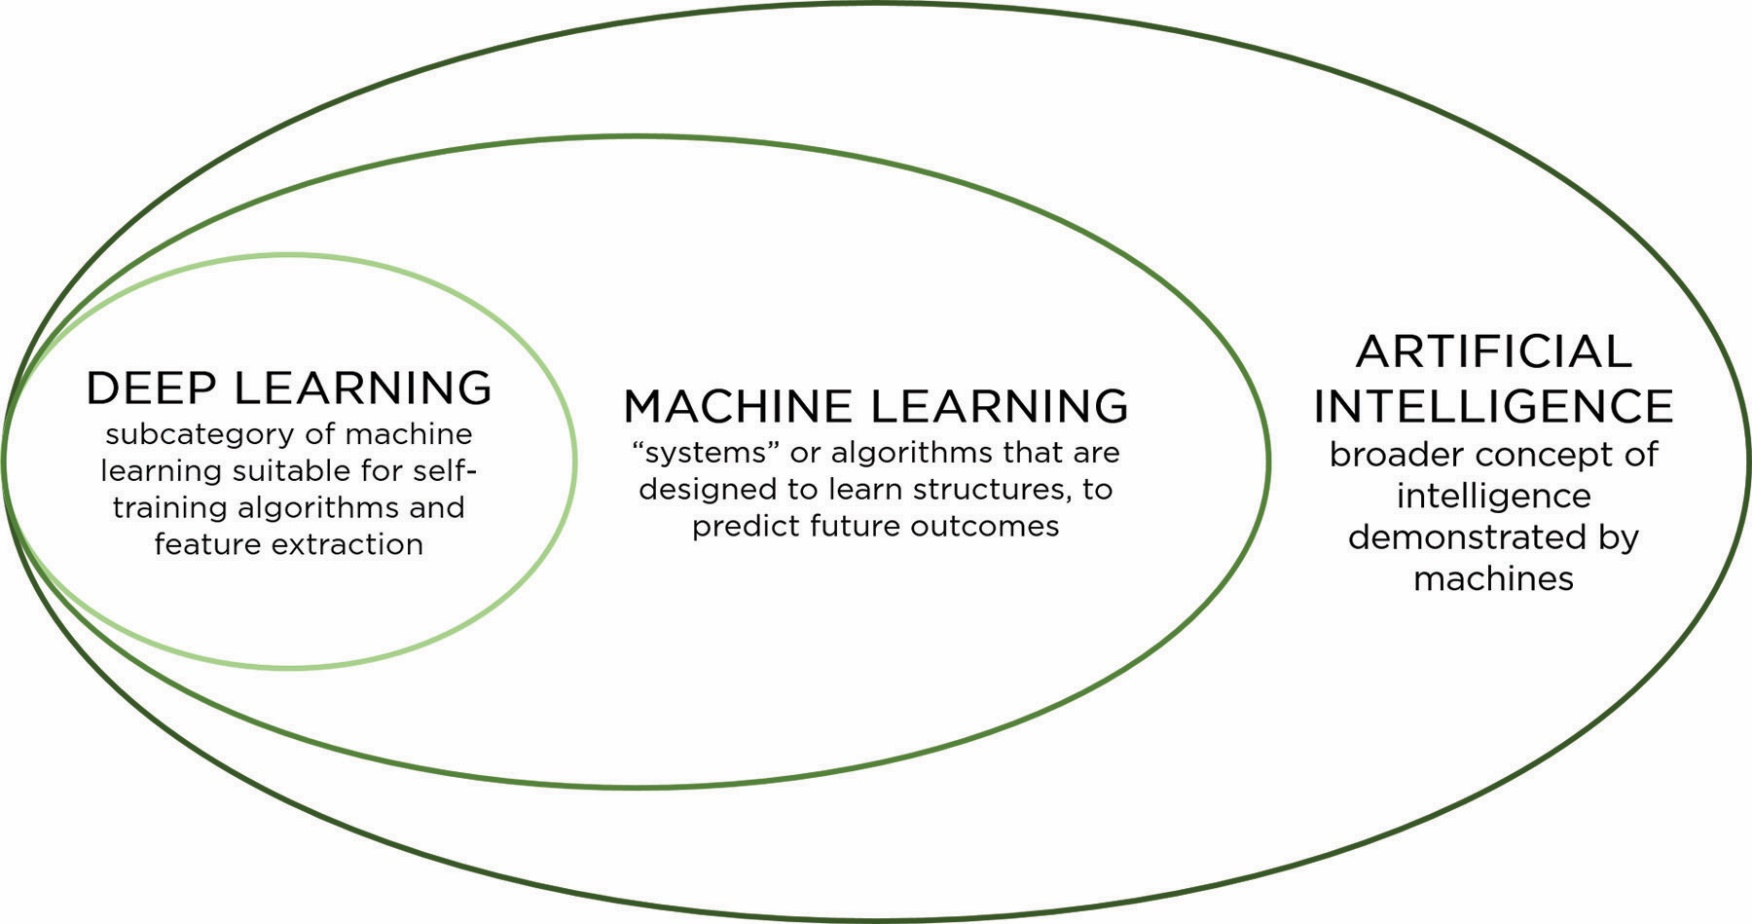 DEEP LEARNING
subcategory of machine
learning suitable for self-
training algorithms and
feature extraction
MACHINE LEARNING
“systems” or algorithms that are
designed to learn structures, to
predict future outcomes
ARTIFICIAL
INTELLIGENCE
broader concept of
intelligence
demonstrated by
machines